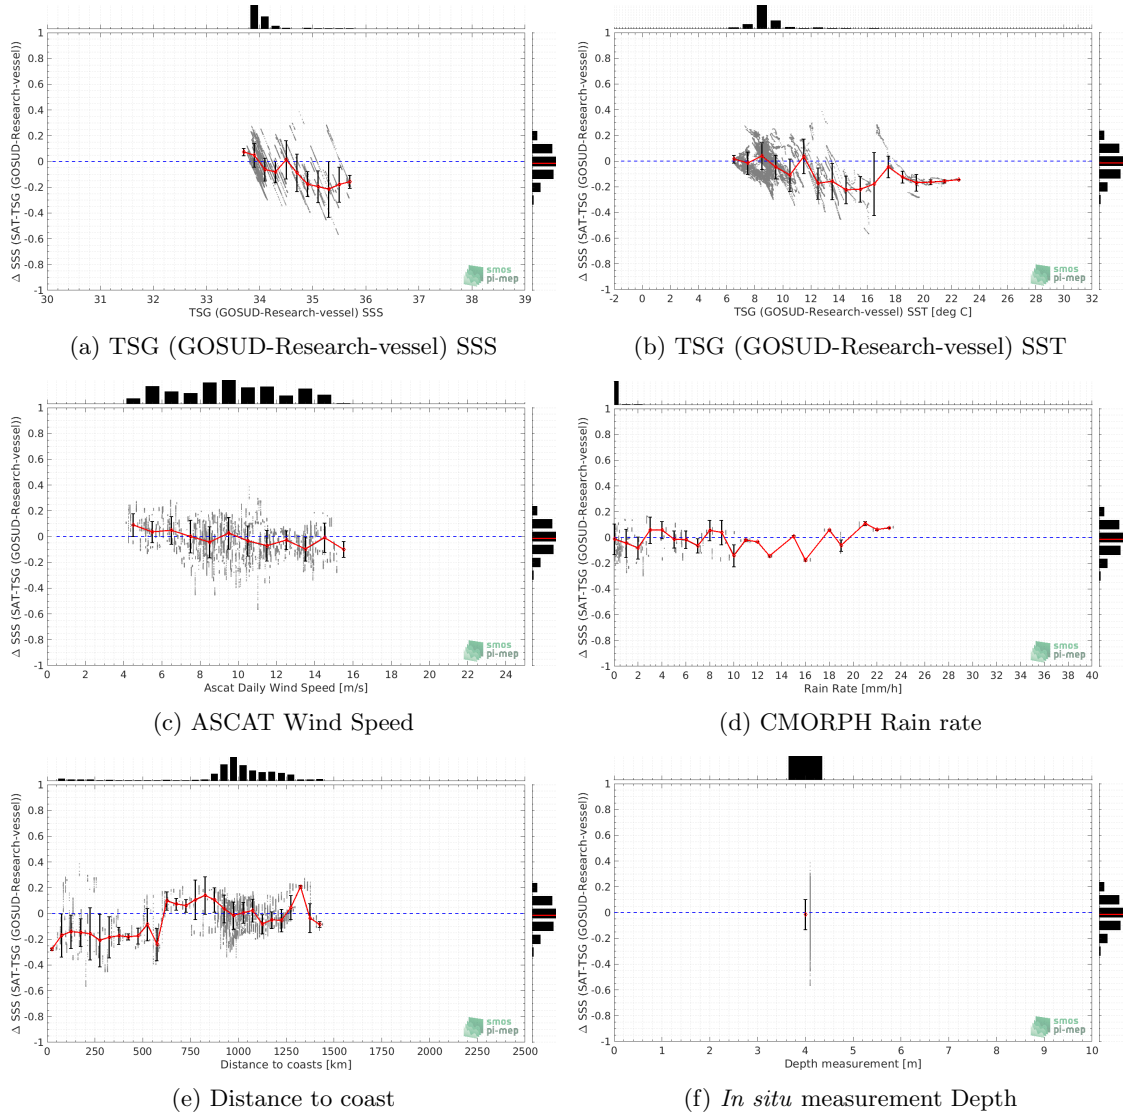 Δ SSS (SAT-TSG (GOSUD-Research-vessel))
1
0.8
0.6
0.4
0.2
0
-0.2
-0.4
-0.6
-0.8
-1
30 31 32 33 34 35 36 37 38 39
TSG (GOSUD-Research-vessel) SSS
smos
pi-mep
(a) TSG (GOSUD-Research-vessel) SSS
Δ SSS (SAT-TSG (GOSUD-Research-vessel))
1
0.8
0.6
0.4
0.2
0
-0.2
-0.4
-0.6
-0.8
-1
-2 0 2 4 6 8 10 12 14 16 18 20 22 24 26 28 30 32
TSG (GOSUD-Research-vessel) SST [deg C]
smos
pi-mep
(b) TSG (GOSUD-Research-vessel) SST
Δ SSS (SAT-TSG (GOSUD-Research-vessel))
1
0.8
0.6
0.4
0.2
0
-0.2
-0.4
-0.6
-0.8
-1
0 2 4 6 8 10 12 14 16 18 20 22 24
Ascat Daily Wind Speed [m/s]
smos
pi-mep
(c) ASCAT Wind Speed
Δ SSS (SAT-TSG (GOSUD-Research-vessel))
1
0.8
0.6
0.4
0.2
0
-0.2
-0.4
-0.6
-0.8
-1
0 2 4 6 8 10 12 14 16 18 20 22 24 26 28 30 32 34 36 38 40
Rain Rate [mm/h]
smos
pi-mep
(d) CMORPH Rain rate
Δ SSS (SAT-TSG (GOSUD-Research-vessel))
1
0.8
0.6
0.4
0.2
0
-0.2
-0.4
-0.6
-0.8
-1
0 250 500 750 1000 1250 1500 1750 2000 2250 2500
Distance to coasts [km]
smos
pi-mep
(e) Distance to coast
Δ SSS (SAT-TSG (GOSUD-Research-vessel))
1
0.8
0.6
0.4
0.2
0
-0.2
-0.4
-0.6
-0.8
-1
0 1 2 3 4 5 6 7 8 9 10
Depth measurement [m]
smos
pi-mep
(f) In situ measurement Depth